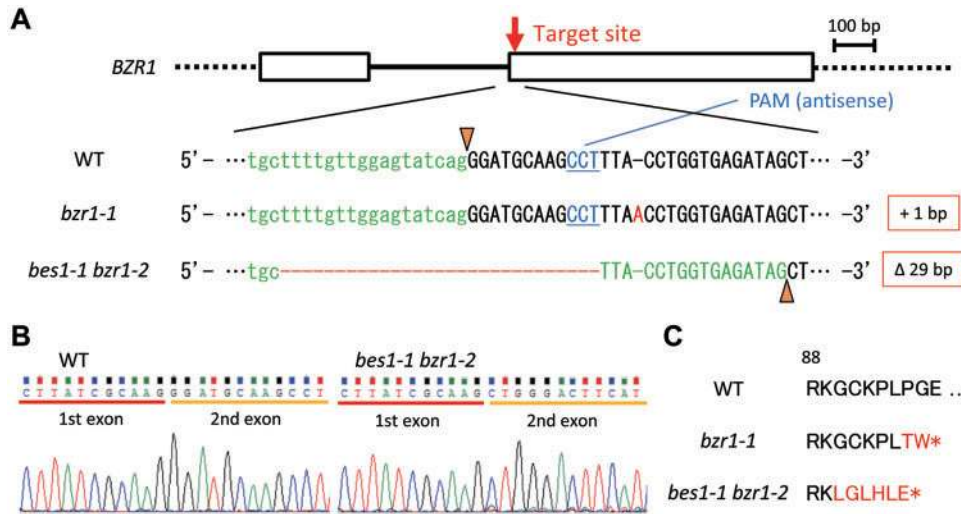 A
Target site
100 bp
BZR1
PAM (antisense)
WT 5’- ···tgcttttgttggagtatcagGGATGCAAGCCTTTA-CCTGGTGAGATAGCT··· -3’
bzr1-1 5’- ···tgcttttgttggagtatcagGGATGCAAGCCTTTAACCTGGTGAGATAGCT··· -3’ + 1 bp
bes1-1 bzr1-2 5’- ···tgc-----------------------------TTA-CCTGGTGAGATAGCT··· -3’ Δ 29 bp
B
WT bes1-1 bzr1-2
C T T A T C G C A A G G G A T G C A A G C C T C T T A T C G C A A G C T G G G A C T T C A T
1st exon 2nd exon 1st exon 2nd exon
C
88
WT RKGCKPLPGE ..
bzr1-1 RKGCKPLTW*
bes1-1 bzr1-2 RKLGLHLE*